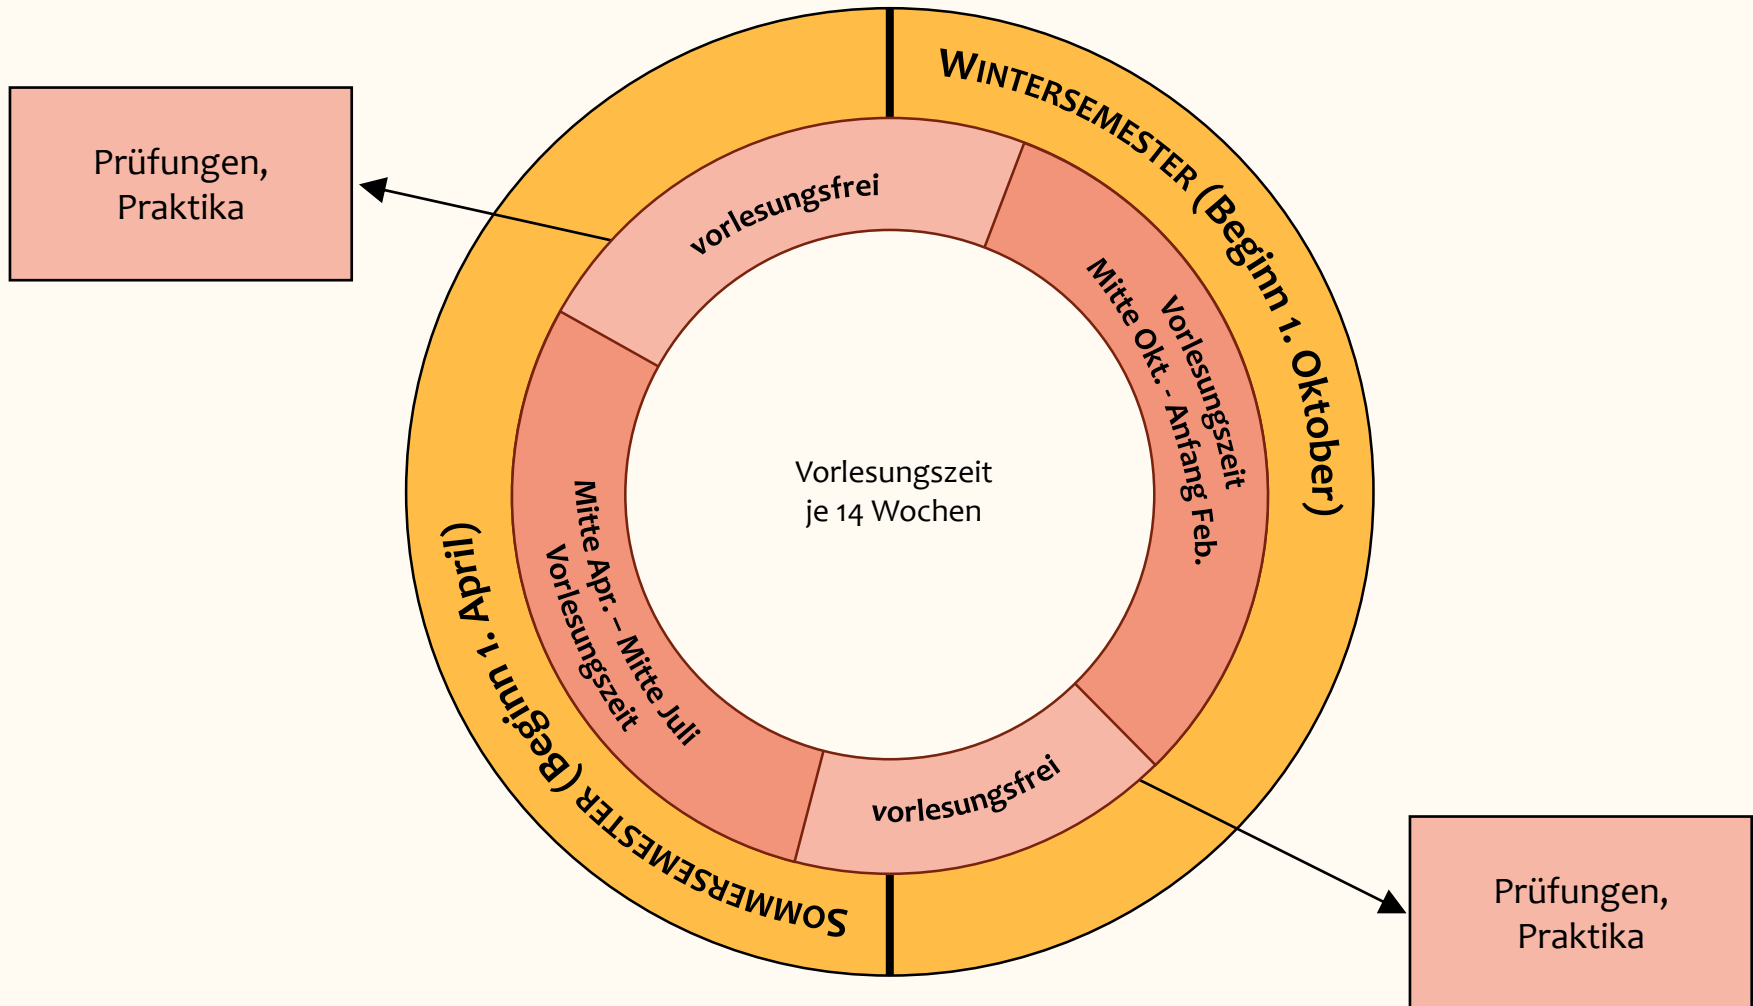 Prüfungen,
Praktika
WINTERSEMESTER (Beginn 1. Oktober)
vorlesungsfrei
Vorlesungszeit
Mitte Okt. - Anfang Feb.
Vorlesungszeit
je 14 Wochen
Mitte Apr. – Mitte Juli
Vorlesungszeit
SOMMERSEMESTER (Beginn 1. April)
vorlesungsfrei
Prüfungen,
Praktika